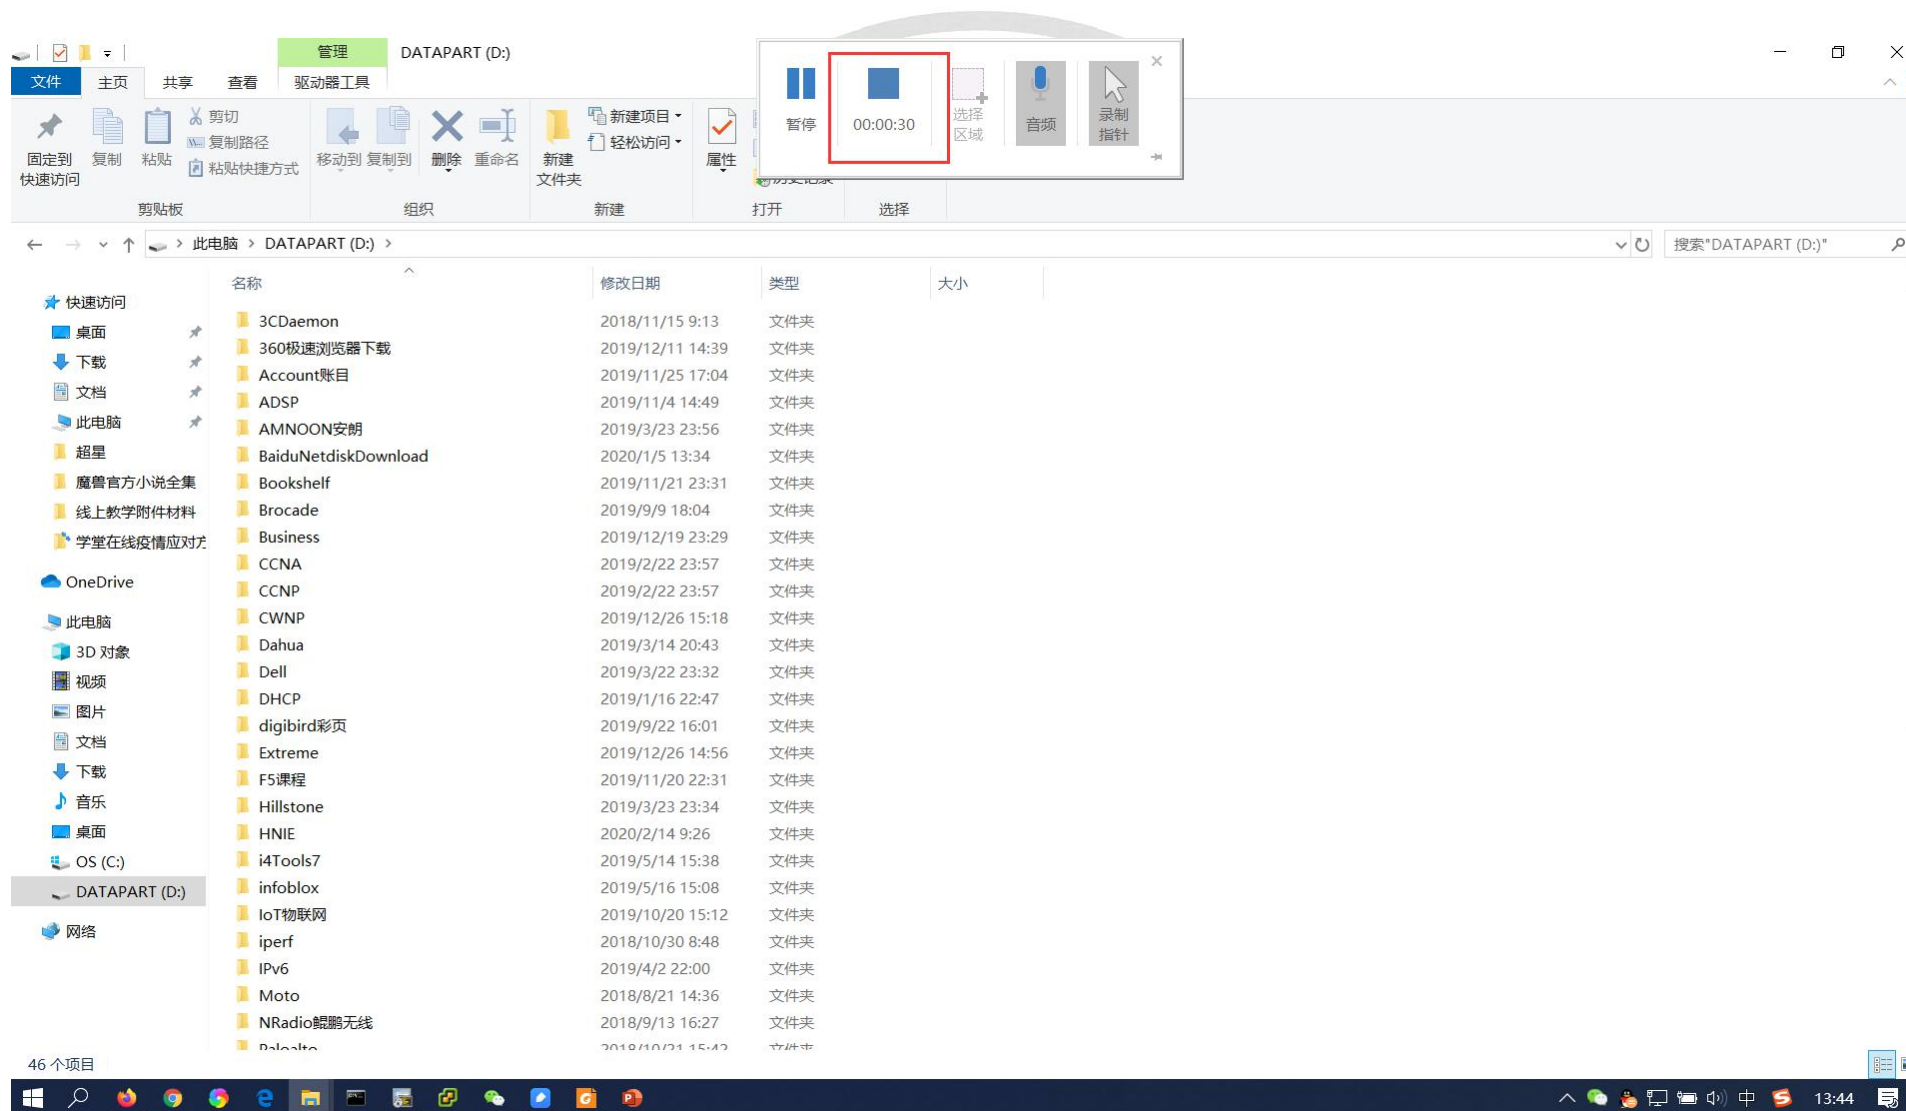 管理
DATAPART (D:)
文件
主页
共享
查看
驱动器工具
固定到
快速访问
复制
粘贴
剪切
复制路径
粘贴快捷方式
剪贴板
移动到
复制到
删除
重命名
组织
新建
文件夹
新建项目
轻松访问
新建
属性
历史记录
打开
选择
暂停
00:00:30
选择
区域
音频
录制
指针
此电脑 > DATAPART (D:) >
搜索"DATAPART (D:)"
快速访问
桌面
下载
文档
此电脑
超星
魔兽官方小说全集
线上教学附件材料
学堂在线疫情应对方
OneDrive
此电脑
3D 对象
视频
图片
文档
下载
音乐
桌面
OS (C:)
DATAPART (D:)
网络
名称 修改日期 类型 大小
3CDaemon 2018/11/15 9:13 文件夹
360极速浏览器下载 2019/12/11 14:39 文件夹
Account账目 2019/11/25 17:04 文件夹
ADSP 2019/11/4 14:49 文件夹
AMNOON安朗 2019/3/23 23:56 文件夹
BaiduNetdiskDownload 2020/1/5 13:34 文件夹
Bookshelf 2019/11/21 23:31 文件夹
Brocade 2019/9/9 18:04 文件夹
Business 2019/12/19 23:29 文件夹
CCNA 2019/2/22 23:57 文件夹
CCNP 2019/2/22 23:57 文件夹
CWNP 2019/12/26 15:18 文件夹
Dahua 2019/3/14 20:43 文件夹
Dell 2019/3/22 23:32 文件夹
DHCP 2019/1/16 22:47 文件夹
digibird彩页 2019/9/22 16:01 文件夹
Extreme 2019/12/26 14:56 文件夹
F5课程 2019/11/20 22:31 文件夹
Hillstone 2019/3/23 23:34 文件夹
HNIE 2020/2/14 9:26 文件夹
i4Tools7 2019/5/14 15:38 文件夹
infoblox 2019/5/16 15:08 文件夹
IoT物联网 2019/10/20 15:12 文件夹
iperf 2018/10/30 8:48 文件夹
IPv6 2019/4/2 22:00 文件夹
Moto 2018/8/21 14:36 文件夹
NRadio鲲鹏无线 2018/9/13 16:27 文件夹
Paloalto 2018/10/21 15:42 文件夹
46 个项目
中
13:44